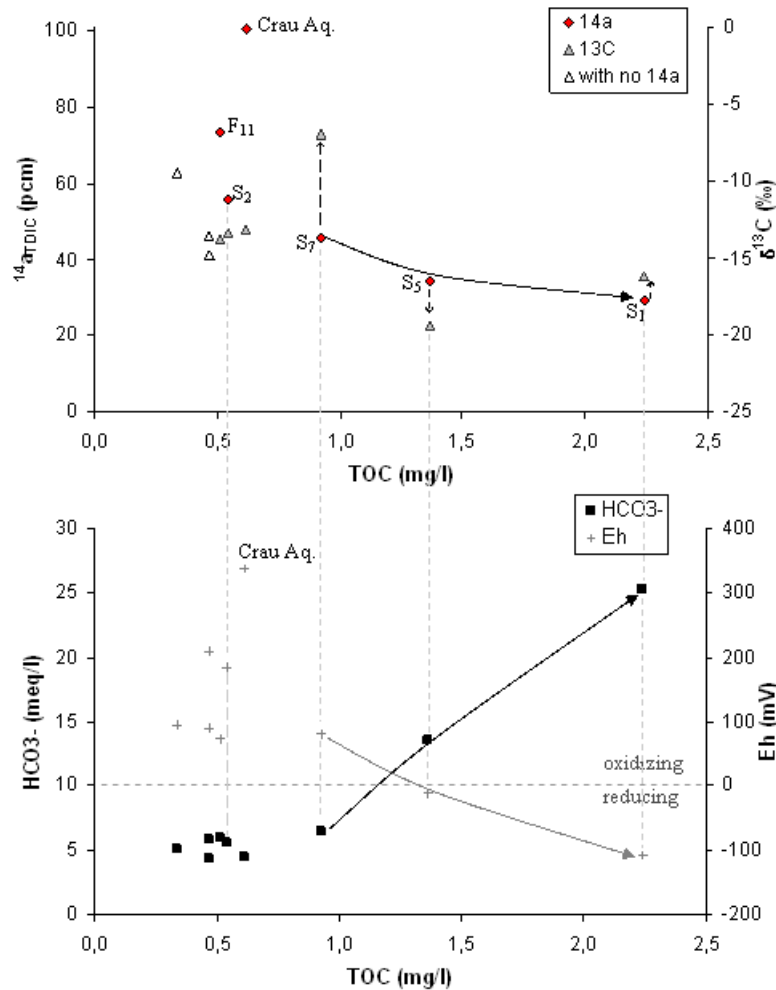 100
80
60
40
20
0
¹⁴aTDIC (pcm)
Crau Aq.
F11
S2
S7
S5
S1
14a
13C
with no 14a
0
-5
-10
-15
-20
-25
δ¹³C (‰)
0,0 0,5 1,0 1,5 2,0 2,5
TOC (mg/l)
30
25
20
15
10
5
0
HCO3- (meq/l)
Crau Aq.
HCO3-
Eh
oxidizing
reducing
400
300
200
100
0
-100
-200
Eh (mV)
0,0 0,5 1,0 1,5 2,0 2,5
TOC (mg/l)